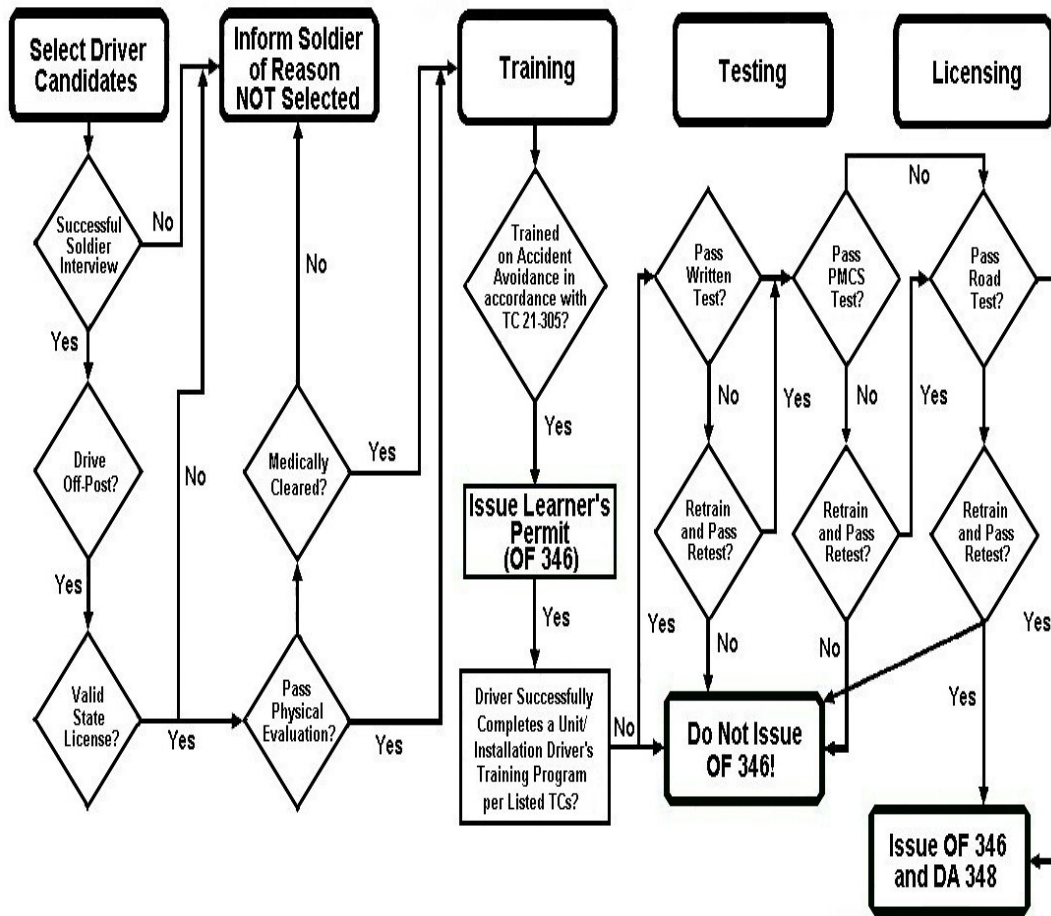 Select Driver
Candidates
Inform Soldier
of Reason
NOT Selected
Training
Testing
Licensing
Successful
Soldier
Interview
No
Yes
Drive
Off-Post?
Yes
Valid
State
License?
Yes
No
No
Medically
Cleared?
Yes
Pass
Physical
Evaluation?
Yes
Trained
on Accident
Avoidance in
accordance with
TC 21-305?
Yes
Issue Learner's
Permit
(OF 346)
Yes
Driver Successfully
Completes a Unit/
Installation Driver's
Training Program
per Listed TCs?
No
Yes
Pass
Written
Test?
No
Retrain
and Pass
Retest?
Yes
No
Pass
PMCS
Test?
No
No
Retrain
and Pass
Retest?
Yes
No
Pass
Road
Test?
Retrain
and Pass
Retest?
Yes
Yes
Do Not Issue
OF 346!
Issue OF 346
and DA 348